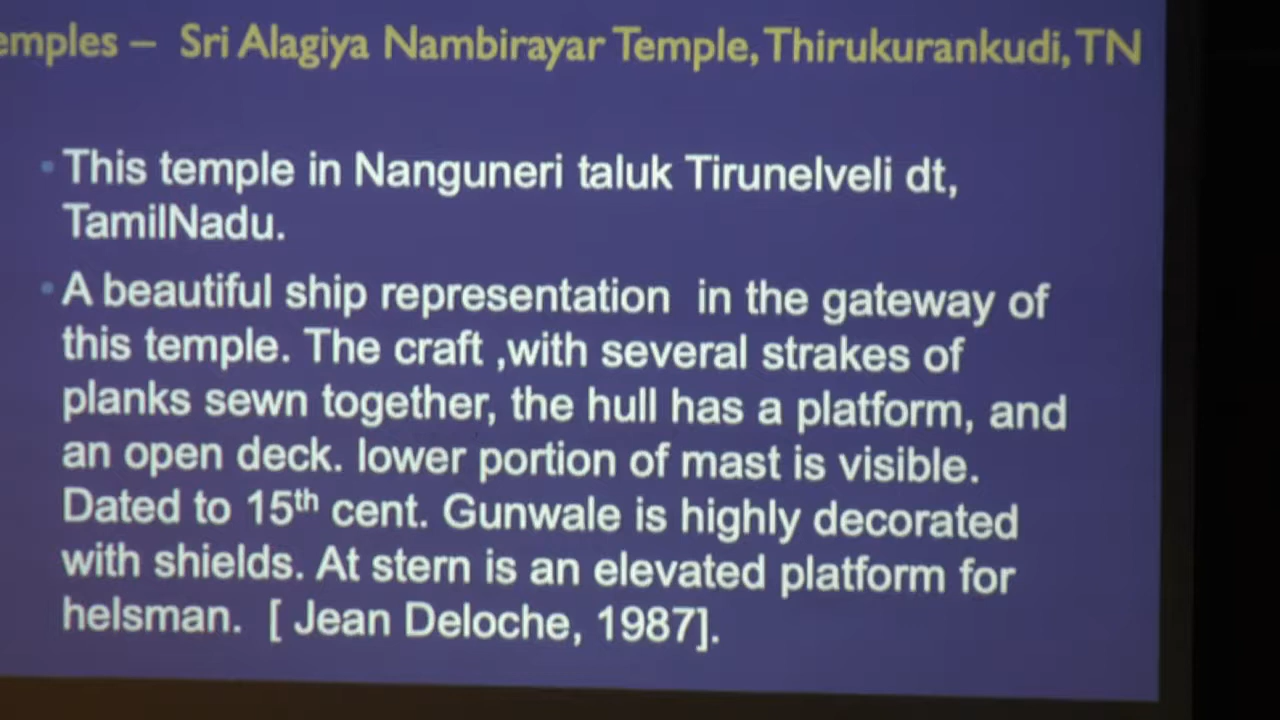 emples – Sri Alagiya Nambirayar Temple, Thirukurankudi, TN
• This temple in Nanguneri taluk Tirunelveli dt,
TamilNadu.
• A beautiful ship representation in the gateway of
this temple. The craft ,with several strakes of
planks sewn together, the hull has a platform, and
an open deck. lower portion of mast is visible.
Dated to 15th cent. Gunwale is highly decorated
with shields. At stern is an elevated platform for
helsman. [ Jean Deloche, 1987].